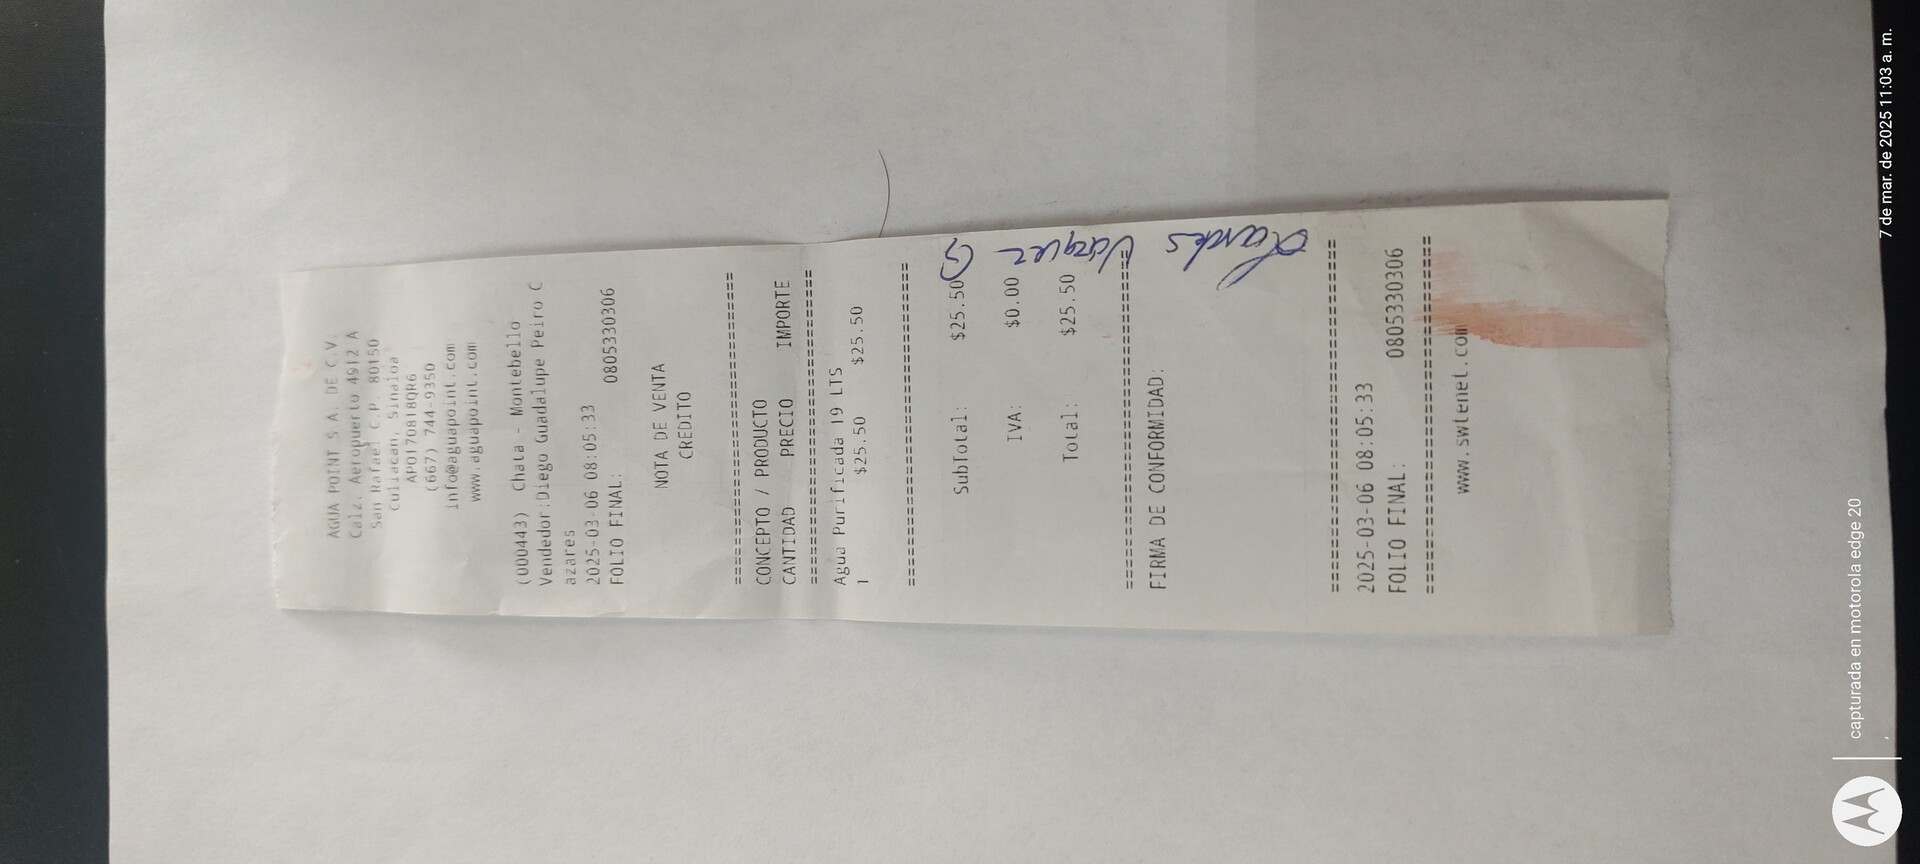 AGUA POINT S.A. DE C.V.
Calz. Aeropuerto 4912 A
San Rafael C.P. 80150
Culiacan, Sinaloa
APO170818QR6
(667) 744-9350
info@aguapoint.com
www.aguapoint.com
(000443) Chata - Montebello
Vendedor:Diego Guadalupe Peiro C
azares
2025-03-06 08:05:33
FOLIO FINAL: 0805330306
NOTA DE VENTA
CREDITO
================================
CONCEPTO / PRODUCTO
CANTIDAD PRECIO IMPORTE
================================
Agua Purificada 19 LTS
1 $25.50 $25.50
================================
SubTotal: $25.50
IVA: $0.00
Total: $25.50
================================
FIRMA DE CONFORMIDAD:
Vazquez G
================================
2025-03-06 08:05:33
FOLIO FINAL: 0805330306
================================
www.swtenet.com
capturada en motorola edge 20
7 de mar. de 2025 11:03 a. m.